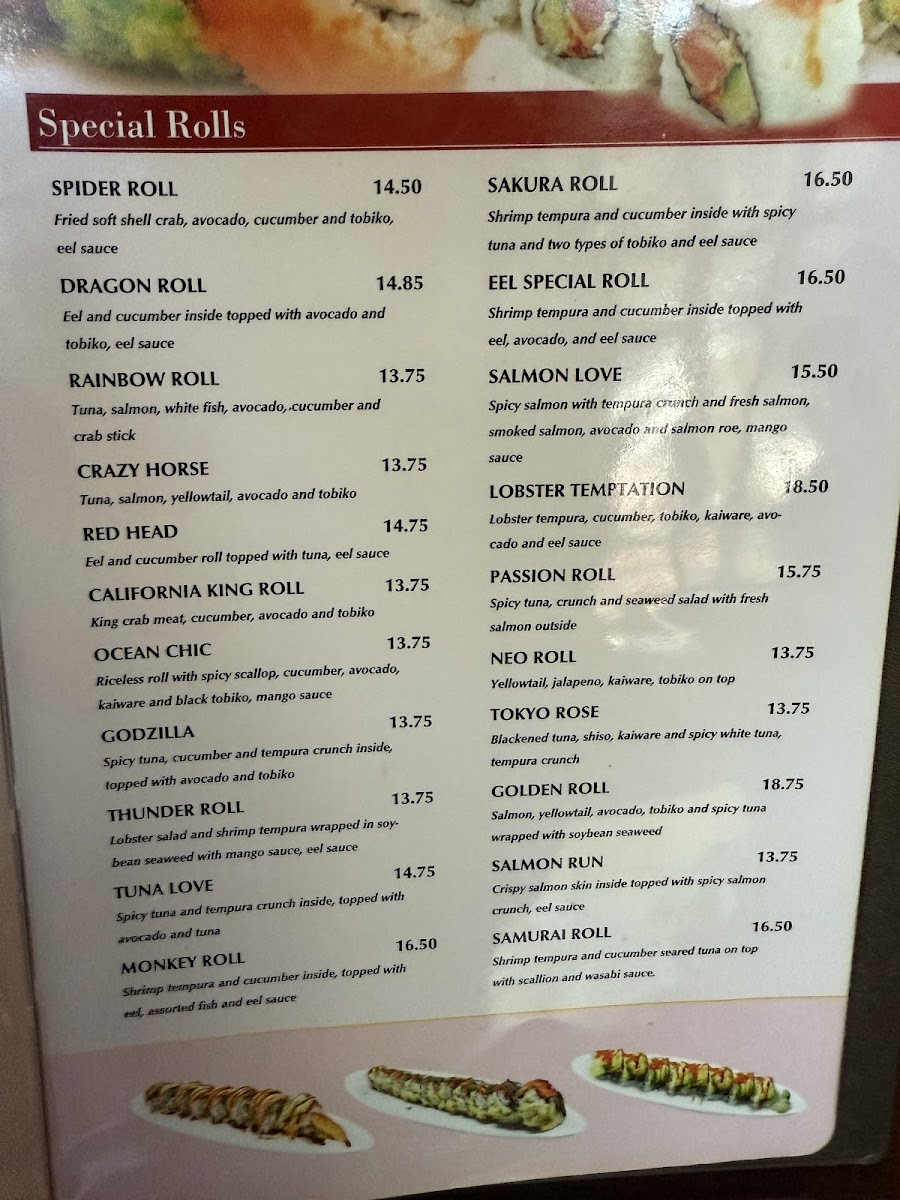 Special Rolls
SPIDER ROLL 14.50
Fried soft shell crab, avocado, cucumber and tobiko,
eel sauce
DRAGON ROLL 14.85
Eel and cucumber inside topped with avocado and
tobiko, eel sauce
RAINBOW ROLL 13.75
Tuna, salmon, white fish, avocado, cucumber and
crab stick
CRAZY HORSE 13.75
Tuna, salmon, yellowtail, avocado and tobiko
RED HEAD 14.75
Eel and cucumber roll topped with tuna, eel sauce
CALIFORNIA KING ROLL 13.75
King crab meat, cucumber, avocado and tobiko
OCEAN CHIC 13.75
Riceless roll with spicy scallop, cucumber, avocado,
kaiware and black tobiko, mango sauce
GODZILLA 13.75
Spicy tuna, cucumber and tempura crunch inside,
topped with avocado and tobiko
THUNDER ROLL 13.75
Lobster salad and shrimp tempura wrapped in soy-
bean seaweed with mango sauce, eel sauce
TUNA LOVE 14.75
Spicy tuna and tempura crunch inside, topped with
avocado and tuna
MONKEY ROLL 16.50
Shrimp tempura and cucumber inside, topped with
eel, assorted fish and eel sauce
SAKURA ROLL 16.50
Shrimp tempura and cucumber inside with spicy
tuna and two types of tobiko and eel sauce
EEL SPECIAL ROLL 16.50
Shrimp tempura and cucumber inside topped with
eel, avocado, and eel sauce
SALMON LOVE 15.50
Spicy salmon with tempura crunch and fresh salmon,
smoked salmon, avocado and salmon roe, mango
sauce
LOBSTER TEMPTATION 18.50
Lobster tempura, cucumber, tobiko, kaiware, avo-
cado and eel sauce
PASSION ROLL 15.75
Spicy tuna, crunch and seaweed salad with fresh
salmon outside
NEO ROLL 13.75
Yellowtail, jalapeno, kaiware, tobiko on top
TOKYO ROSE 13.75
Blackened tuna, shiso, kaiware and spicy white tuna,
tempura crunch
GOLDEN ROLL 18.75
Salmon, yellowtail, avocado, tobiko and spicy tuna
wrapped with soybean seaweed
SALMON RUN 13.75
Crispy salmon skin inside topped with spicy salmon
crunch, eel sauce
SAMURAI ROLL 16.50
Shrimp tempura and cucumber seared tuna on top
with scallion and wasabi sauce.